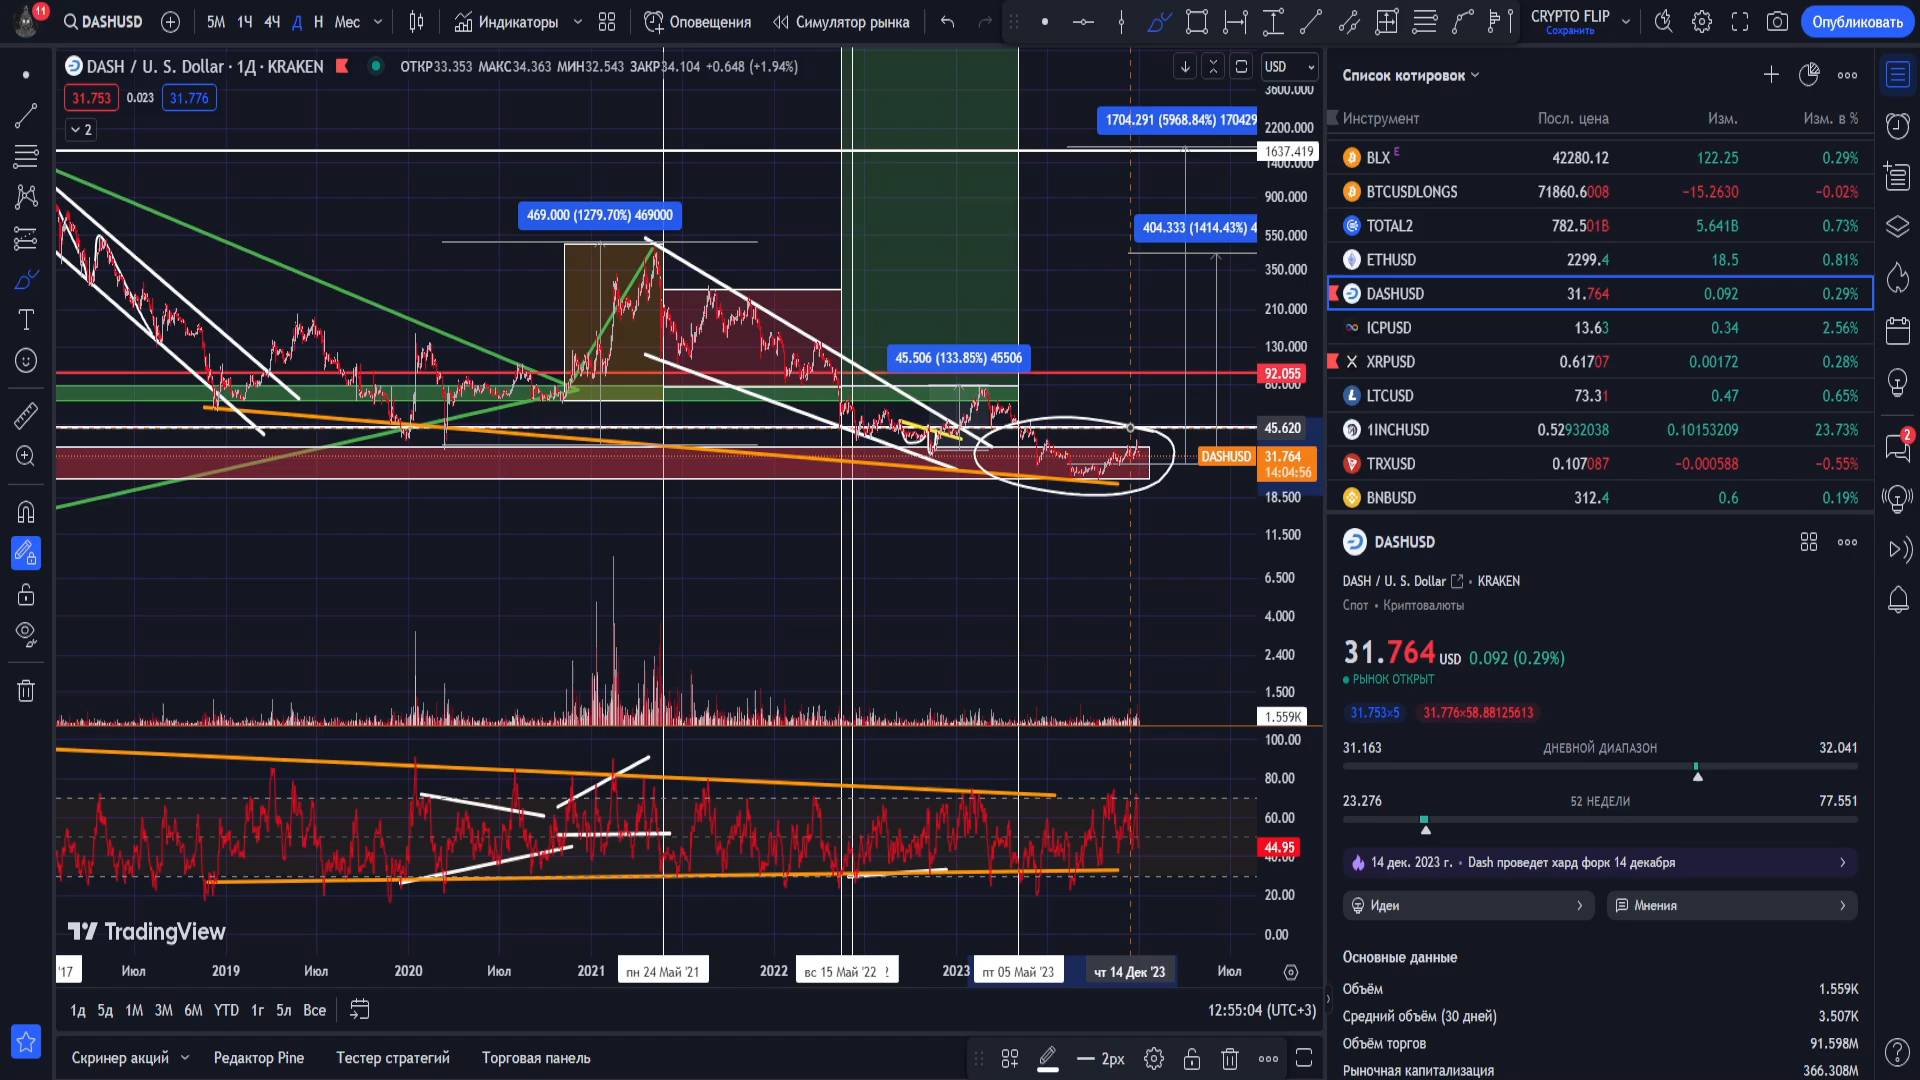 11
DASHUSD
5М 1Ч 4Ч Д Н Мес
Индикаторы
Оповещения
Симулятор рынка
CRYPTO FLIP
Сохранить
Опубликовать
DASH / U. S. Dollar · 1Д · KRAKEN
ОТКР33.353 МАКС34.363 МИН32.543 ЗАКР34.104 +0.648 (+1.94%)
31.753 0.023 31.776
2
USD
3600.000
2200.000
1637.419
1400.000
900.000
550.000
350.000
210.000
130.000
92.055
80.000
45.620
DASHUSD 31.764
14:04:56
18.500
11.500
6.500
4.000
2.400
1.500
1.559K
100.00
80.00
60.00
44.95
40.00
20.00
0.00
1704.291 (5968.84%) 170429
469.000 (1279.70%) 469000
404.333 (1414.43%) 4
45.506 (133.85%) 45506
TradingView
'17 Июл 2019 Июл 2020 Июл 2021 пн 24 Май '21 2022 вс 15 Май '22 2023 пт 05 Май '23 чт 14 Дек '23 Июл
1д 5д 1М 3М 6М YTD 1г 5л Все
12:55:04 (UTC+3)
Скринер акций Редактор Pine Тестер стратегий Торговая панель
2px
Список котировок
Инструмент Посл. цена Изм. Изм. в %
BLX E 42280.12 122.25 0.29%
BTCUSDLONGS 71860.6008 −15.2630 −0.02%
TOTAL2 782.501B 5.641B 0.73%
ETHUSD 2299.4 18.5 0.81%
DASHUSD 31.764 0.092 0.29%
ICPUSD 13.63 0.34 2.56%
XRPUSD 0.61707 0.00172 0.28%
LTCUSD 73.31 0.47 0.65%
1INCHUSD 0.52932038 0.10153209 23.73%
TRXUSD 0.107087 −0.000588 −0.55%
BNBUSD 312.4 0.6 0.19%
DASHUSD
DASH / U. S. Dollar • KRAKEN
Спот • Криптовалюты
31.764 USD 0.092 (0.29%)
РЫНОК ОТКРЫТ
31.753×5 31.776×58.88125613
31.163 ДНЕВНОЙ ДИАПАЗОН 32.041
23.276 52 НЕДЕЛИ 77.551
14 дек. 2023 г. • Dash проведет хард форк 14 декабря
Идеи
Мнения
Основные данные
Объём 1.559K
Средний объём (30 дней) 3.507K
Объём торгов 91.598M
Рыночная капитализация 366.308M
2